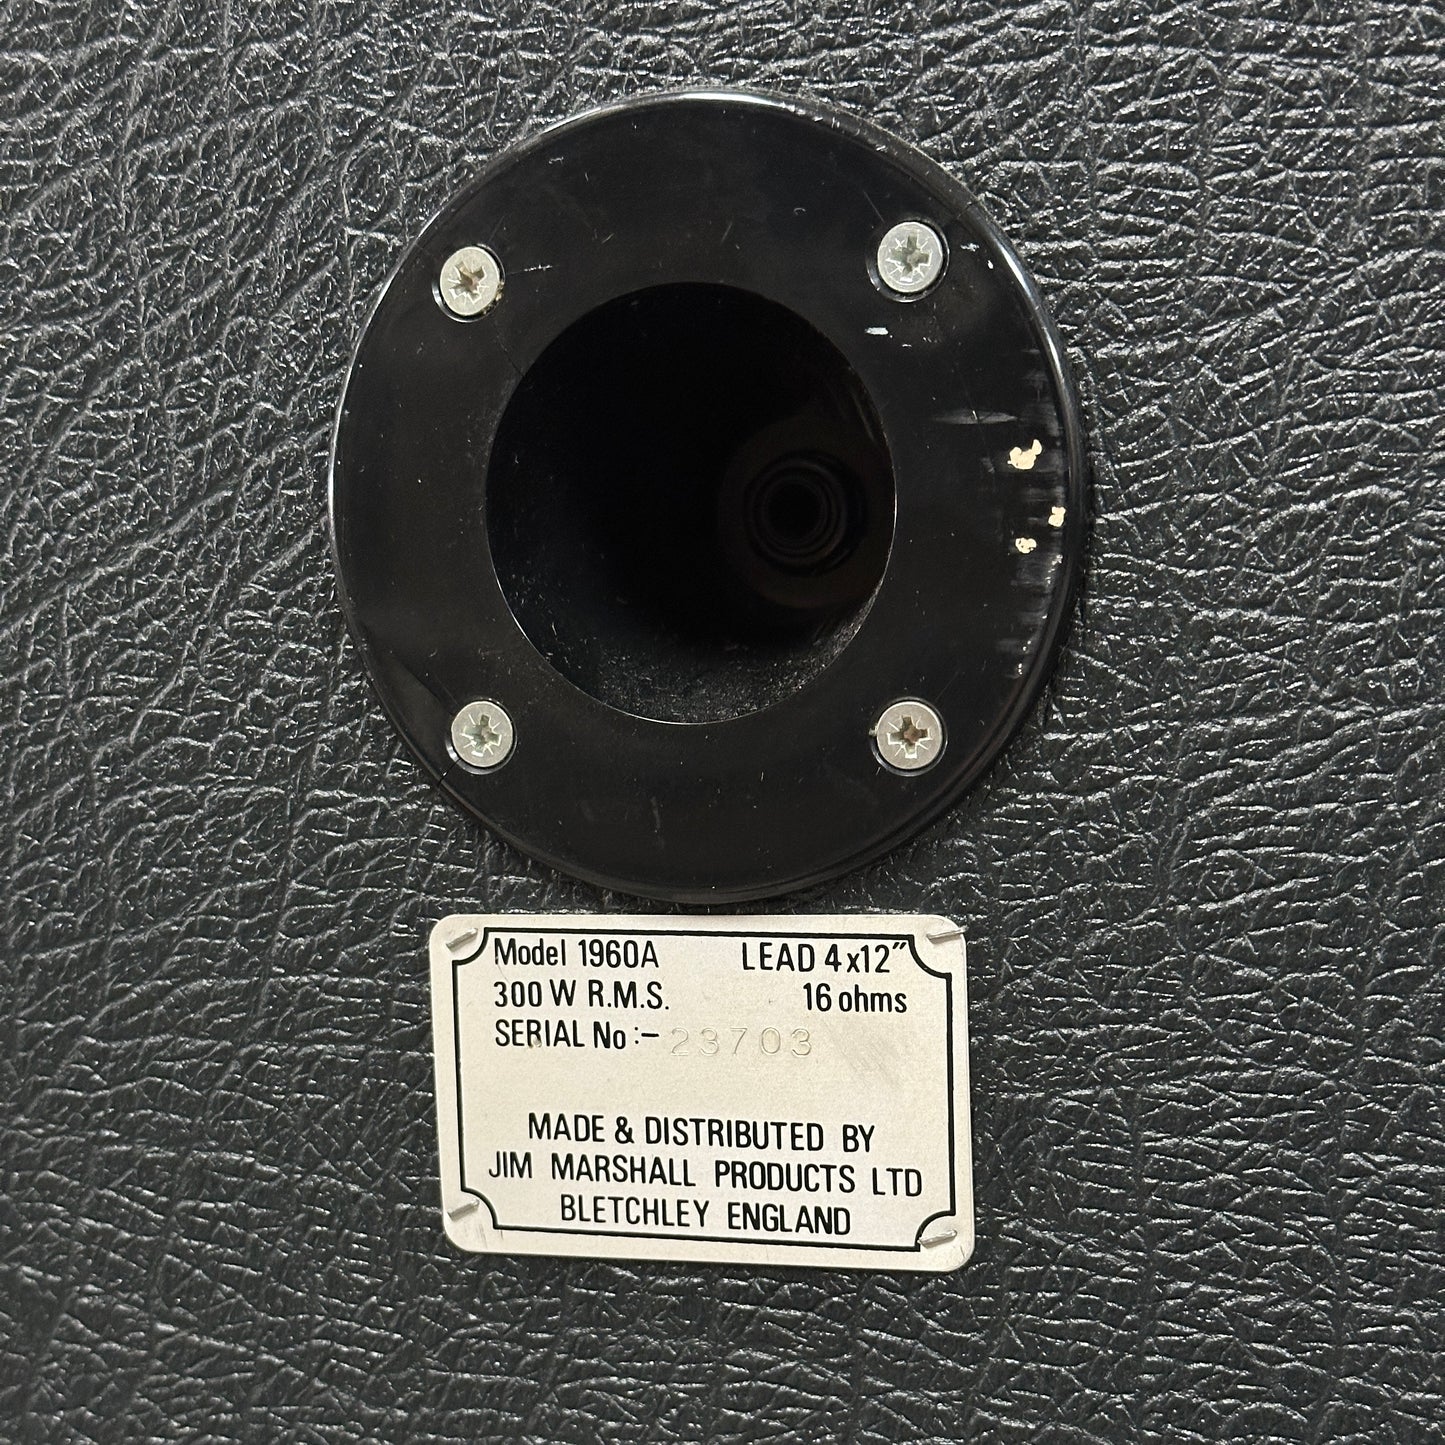 Model 1960A LEAD 4x12"
300 W R.M.S. 16 ohms
SERIAL No :- 23703
MADE & DISTRIBUTED BY
JIM MARSHALL PRODUCTS LTD
BLETCHLEY ENGLAND